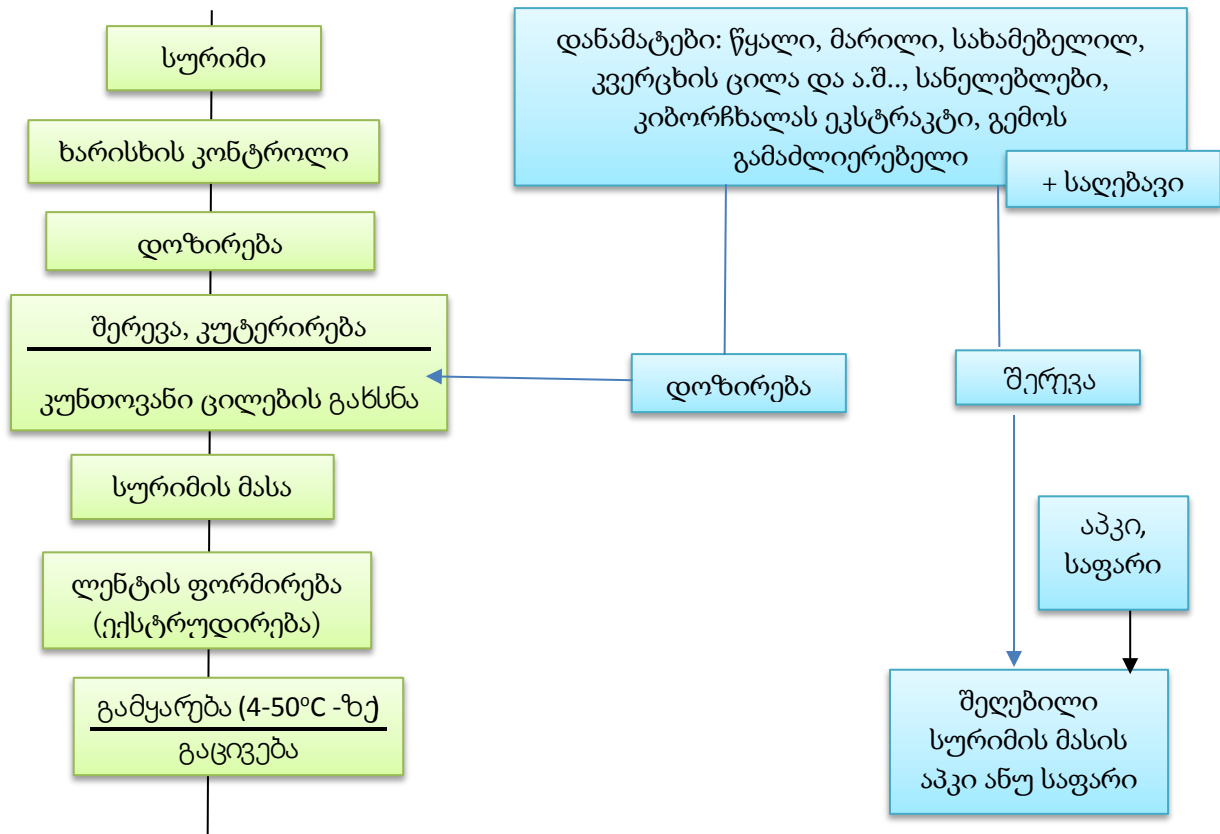 სურიმი
ხარისხის კონტროლი
დოზირება
შერევა, კუტერირება
კუნთოვანი ცილების გახსნა
სურიმის მასა
ლენტის ფორმირება
(ექსტრუდირება)
გამყარება (4-50°C -ზე)
გაცივება
დანამატები: წყალი, მარილი, სახამებელილ,
კვერცხის ცილა და ა.შ.., სანელებლები,
კიბორჩხალას ექსტრაქტი, გემოს
გამაძლიერებელი
+ საღებავი
დოზირება
შერევა
აპკი,
საფარი
შეღებილი
სურიმის მასის
აპკი ანუ საფარი